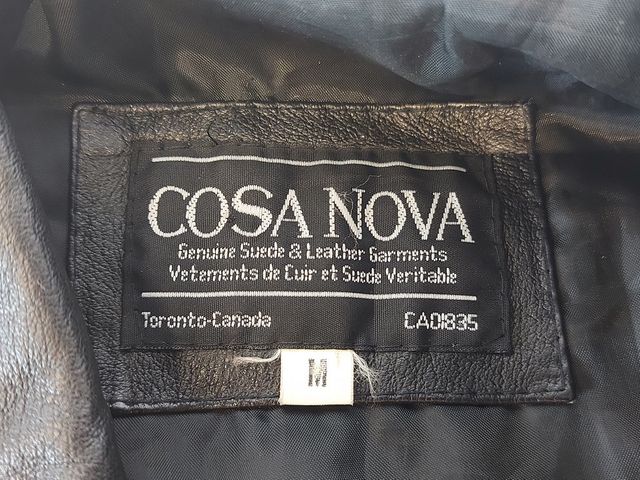 COSA NOVA
Genuine Suede & Leather Garments
Vetements de Cuir et Suede Veritable
Toronto-Canada CA01835
M